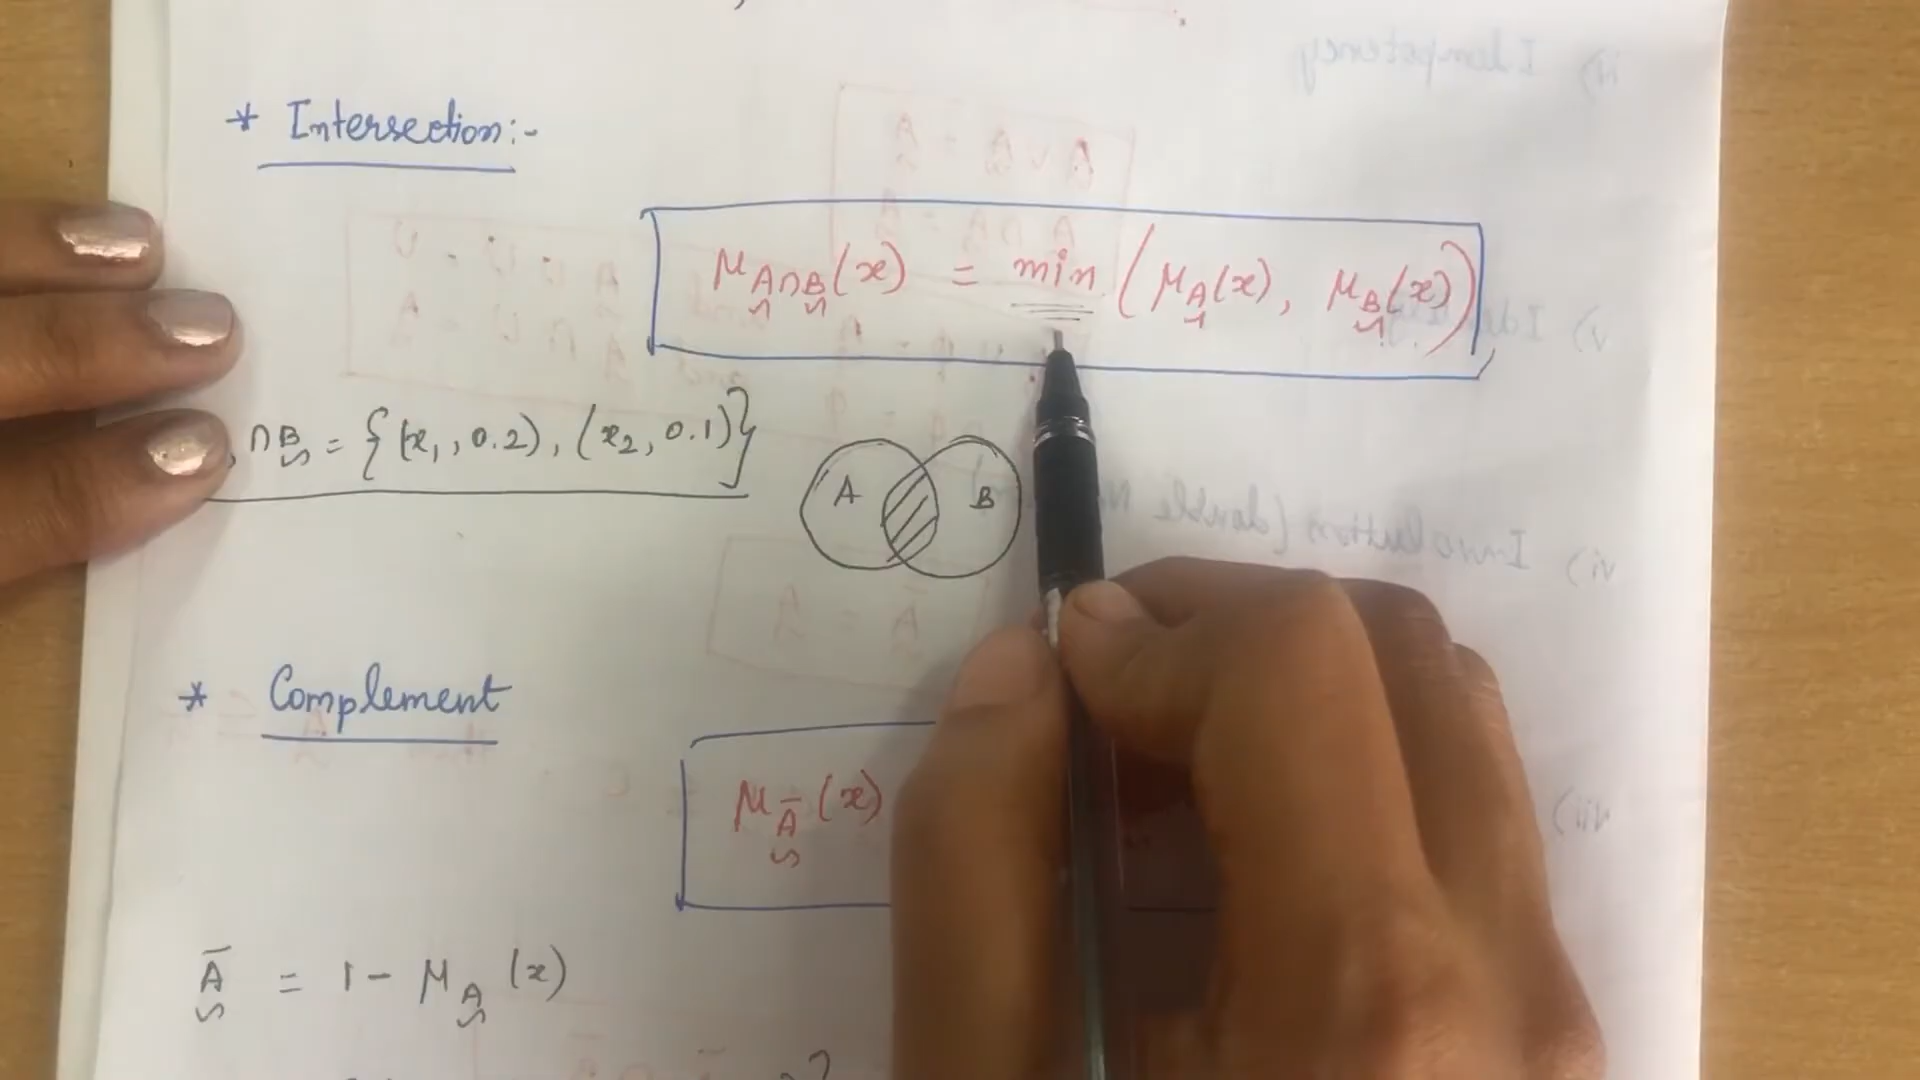 * Intersection:-
μA∩B(x) = min (μA(x), μB(x))
∩B = {(x₁, 0.2), (x₂, 0.1)}
A B
* Complement
μĀ(x)
Ā = 1 - μA(x)